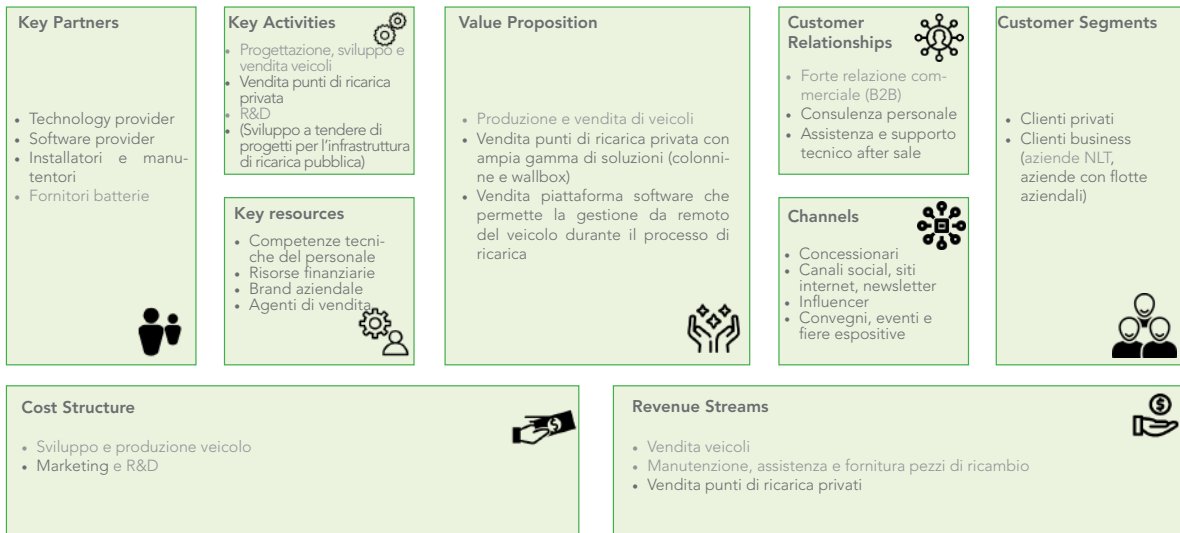 Key Partners
• Technology provider
• Software provider
• Installatori e manu-
tentori
• Fornitori batterie
Key Activities
• Progettazione, sviluppo e
vendita veicoli
• Vendita punti di ricarica
privata
• R&D
• (Sviluppo a tendere di
progetti per l'infrastruttura
di ricarica pubblica)
Key resources
• Competenze tecni-
che del personale
• Risorse finanziarie
• Brand aziendale
• Agenti di vendita
Value Proposition
• Produzione e vendita di veicoli
• Vendita punti di ricarica privata con
ampia gamma di soluzioni (colonni-
ne e wallbox)
• Vendita piattaforma software che
permette la gestione da remoto
del veicolo durante il processo di
ricarica
Customer
Relationships
• Forte relazione com-
merciale (B2B)
• Consulenza personale
• Assistenza e supporto
tecnico after sale
Channels
• Concessionari
• Canali social, siti
internet, newsletter
• Influencer
• Convegni, eventi e
fiere espositive
Customer Segments
• Clienti privati
• Clienti business
(aziende NLT,
aziende con flotte
aziendali)
Cost Structure
• Sviluppo e produzione veicolo
• Marketing e R&D
Revenue Streams
• Vendita veicoli
• Manutenzione, assistenza e fornitura pezzi di ricambio
• Vendita punti di ricarica privati